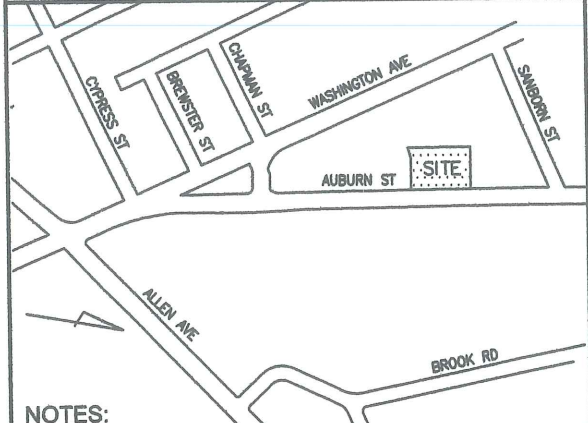 CYPRESS ST
BREWSTER ST
CHAPMAN ST
WASHINGTON AVE
SANBORN ST
AUBURN ST
SITE
ALLEN AVE
BROOK RD
NOTES: